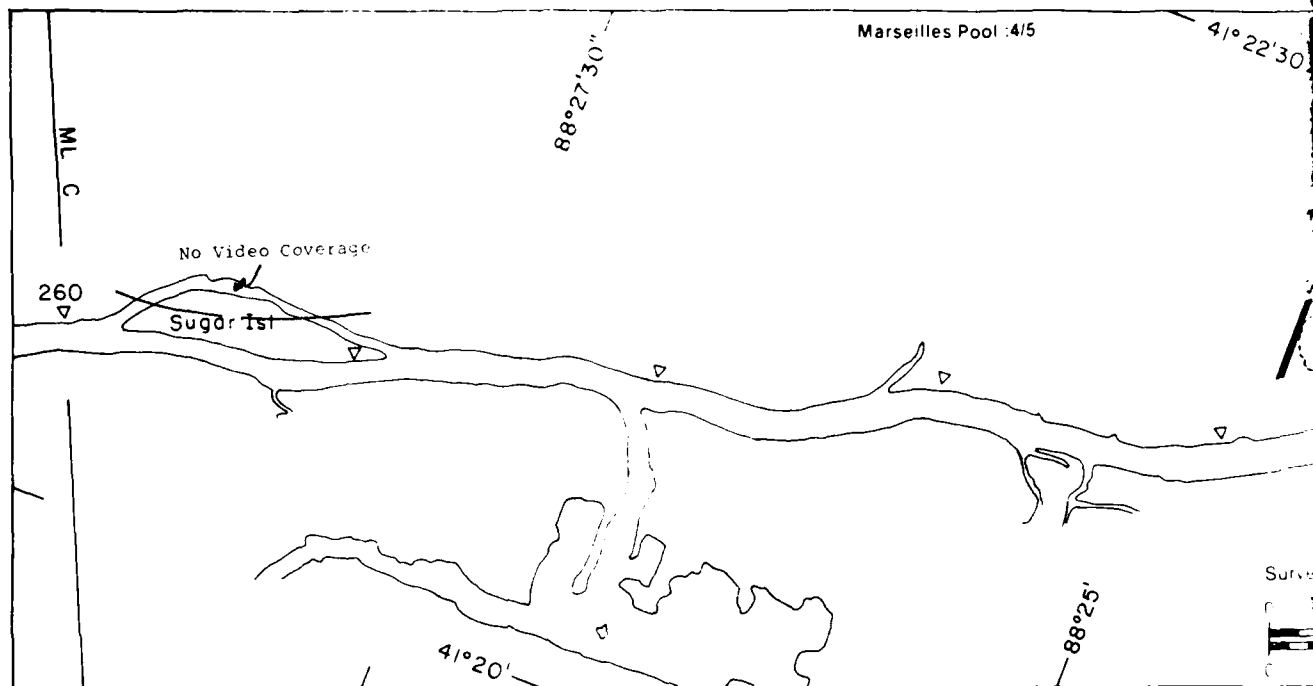 Marseilles Pool :4/5
41°22'30
88°27'30"
ML C
No Video Coverage
260
Sugar Isl
88°25'
41°20'